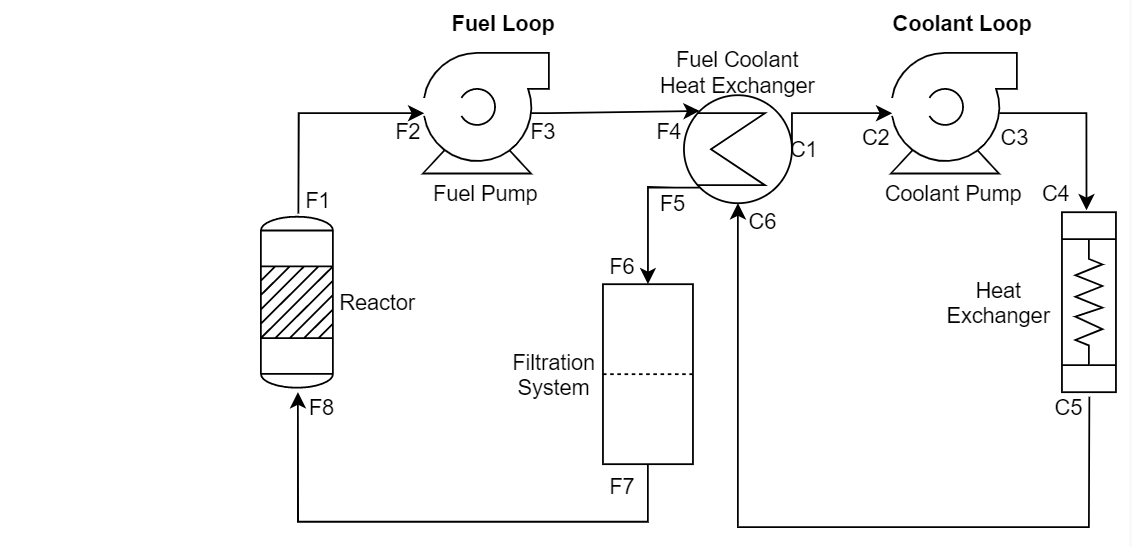 Fuel Loop
Coolant Loop
Fuel Coolant
Heat Exchanger
F2
F3
F4
C1
C2
C3
Fuel Pump
Coolant Pump
C4
F1
F5
C6
F6
Reactor
Heat
Exchanger
Filtration
System
F8
C5
F7